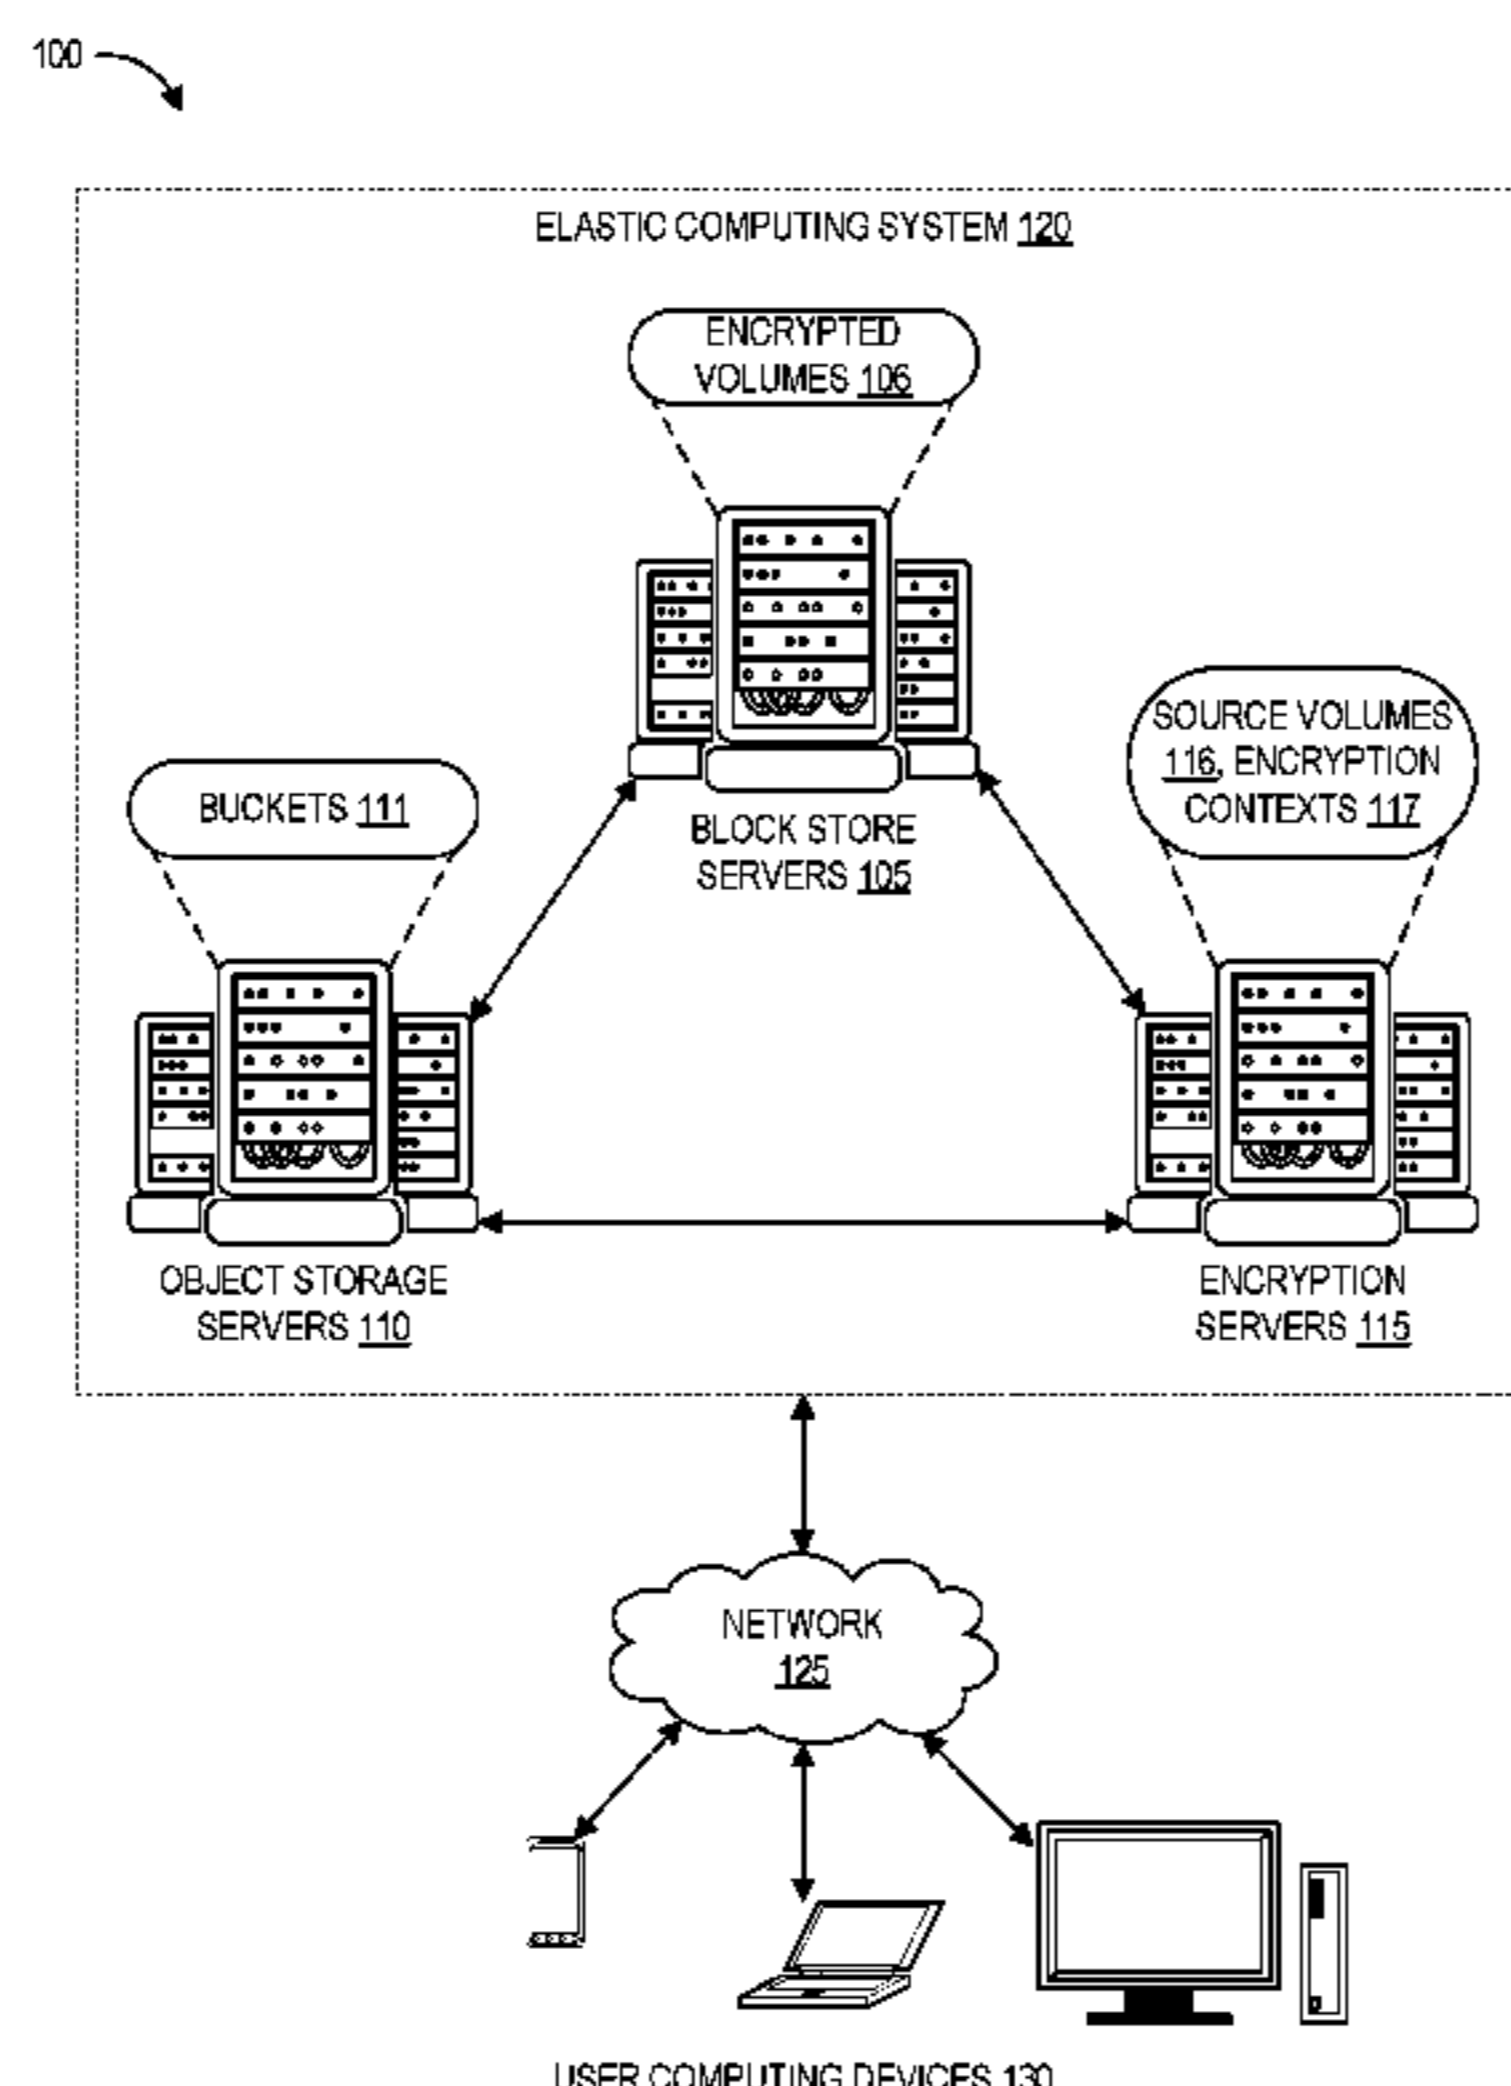 100
ELASTIC COMPUTING SYSTEM 120
ENCRYPTED
VOLUMES 106
SOURCE VOLUMES
116, ENCRYPTION
CONTEXTS 117
BUCKETS 111
BLOCK STORE
SERVERS 105
OBJECT STORAGE
SERVERS 110
ENCRYPTION
SERVERS 115
NETWORK
125
USER COMPUTING DEVICES 130